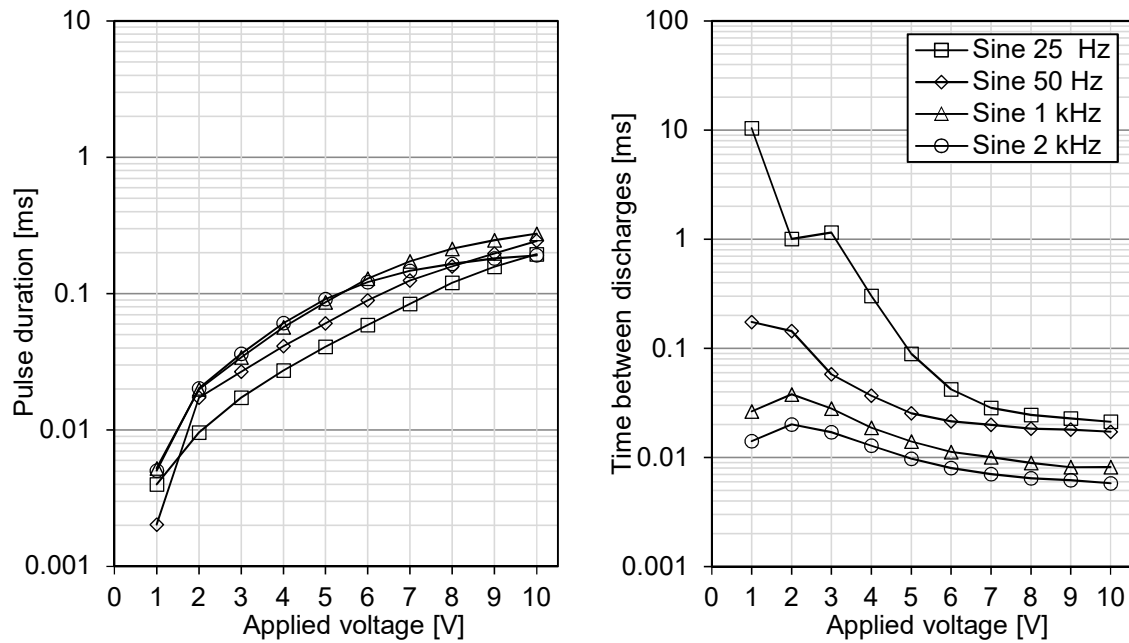 Pulse duration [ms]
10
1
0.1
0.01
0.001
0 1 2 3 4 5 6 7 8 9 10
Applied voltage [V]
Time between discharges [ms]
100
10
1
0.1
0.01
0.001
0 1 2 3 4 5 6 7 8 9 10
Applied voltage [V]
Sine 25 Hz
Sine 50 Hz
Sine 1 kHz
Sine 2 kHz